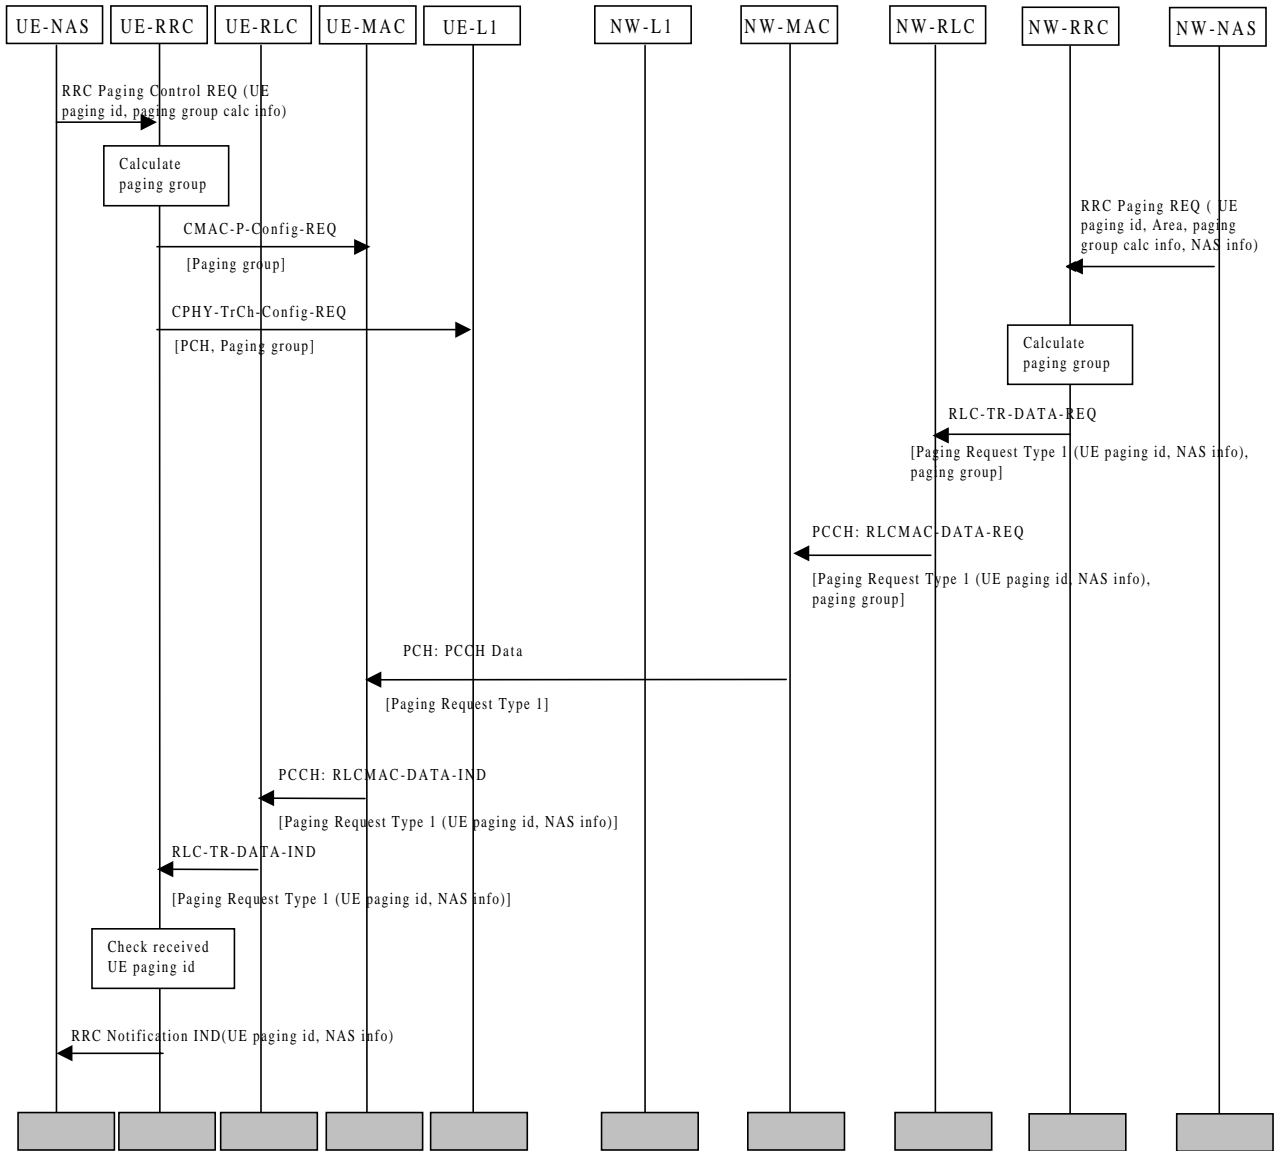 UE-NAS UE-RRC UE-RLC UE-MAC UE-L1 NW-L1 NW-MAC NW-RLC NW-RRC NW-NAS
RRC Paging Control REQ (UE
paging id, paging group calc info)
Calculate
paging group
RRC Paging REQ ( UE
paging id, Area, paging
group calc info, NAS info)
CMAC-P-Config-REQ
[Paging group]
CPHY-TrCh-Config-REQ
[PCH, Paging group]
Calculate
paging group
RLC-TR-DATA-REQ
[Paging Request Type 1 (UE paging id, NAS info),
paging group]
PCCH: RLCMAC-DATA-REQ
[Paging Request Type 1 (UE paging id, NAS info),
paging group]
PCH: PCCH Data
[Paging Request Type 1]
PCCH: RLCMAC-DATA-IND
[Paging Request Type 1 (UE paging id, NAS info)]
RLC-TR-DATA-IND
[Paging Request Type 1 (UE paging id, NAS info)]
Check received
UE paging id
RRC Notification IND(UE paging id, NAS info)